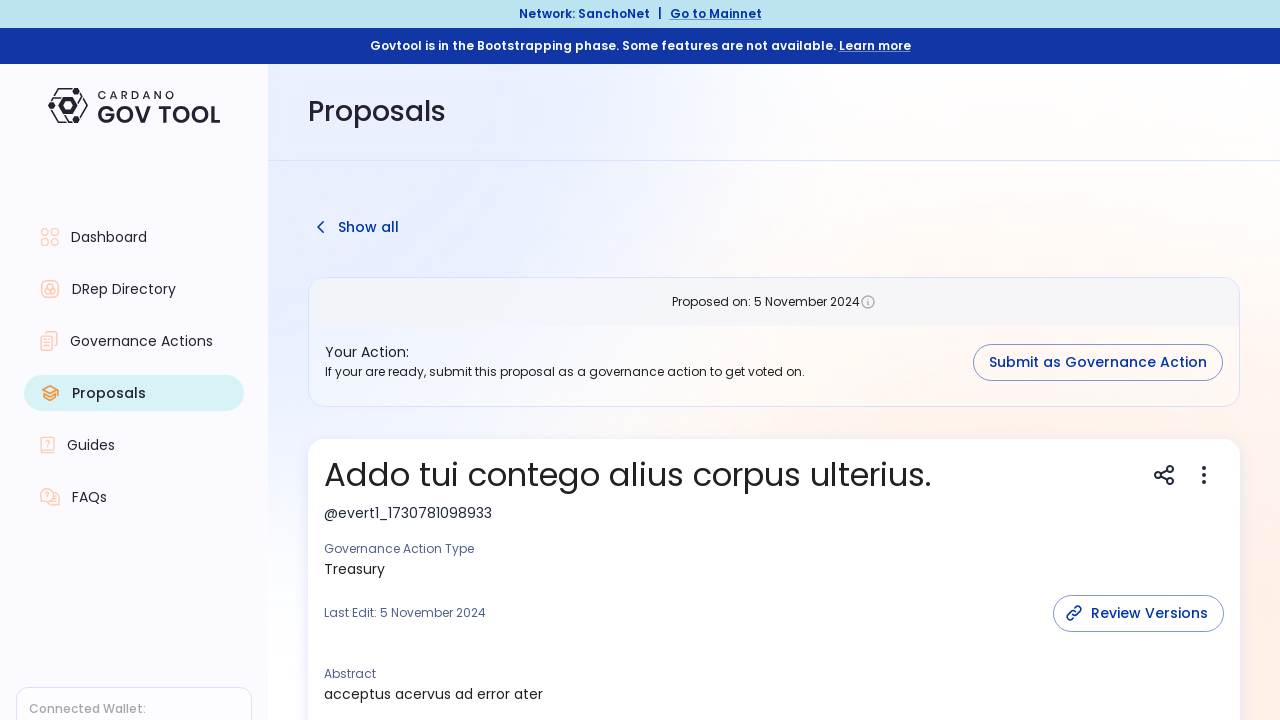 Network: SanchoNet | Go to Mainnet
Govtool is in the Bootstrapping phase. Some features are not available. Learn more
CARDANO
GOV TOOL
Proposals
Show all
Dashboard
DRep Directory
Governance Actions
Proposals
Guides
FAQs
Connected Wallet:
Proposed on: 5 November 2024
Your Action:
If your are ready, submit this proposal as a governance action to get voted on.
Submit as Governance Action
Addo tui contego alius corpus ulterius.
@evert1_1730781098933
Governance Action Type
Treasury
Last Edit: 5 November 2024
Review Versions
Abstract
acceptus acervus ad error ater